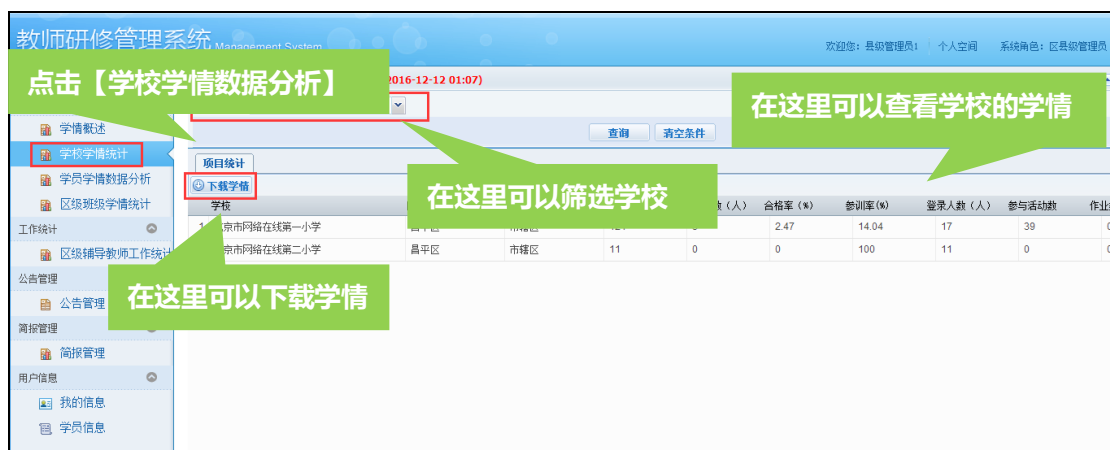 教师研修管理系统 Management System
欢迎您：县级管理员1 个人空间 系统角色：区县级管理员
点击【学校学情数据分析】
2016-12-12 01:07)
在这里可以查看学校的学情
学情概述
查询 清空条件
学校学情统计
项目统计
学员学情数据分析
下载学情
在这里可以筛选学校
区级班级学情统计
学校 (人) 合格率 (%) 参训率(%) 登录人数 (人) 参与活动数
工作统计
京市网络在线第一小学 昌平区 市辖区 2.47 14.04 17 39
区级辅导教师工作统计
京市网络在线第二小学 昌平区 市辖区 11 0 0 100 11 0
公告管理
在这里可以下载学情
公告管理
简报管理
简报管理
用户信息
我的信息
学员信息